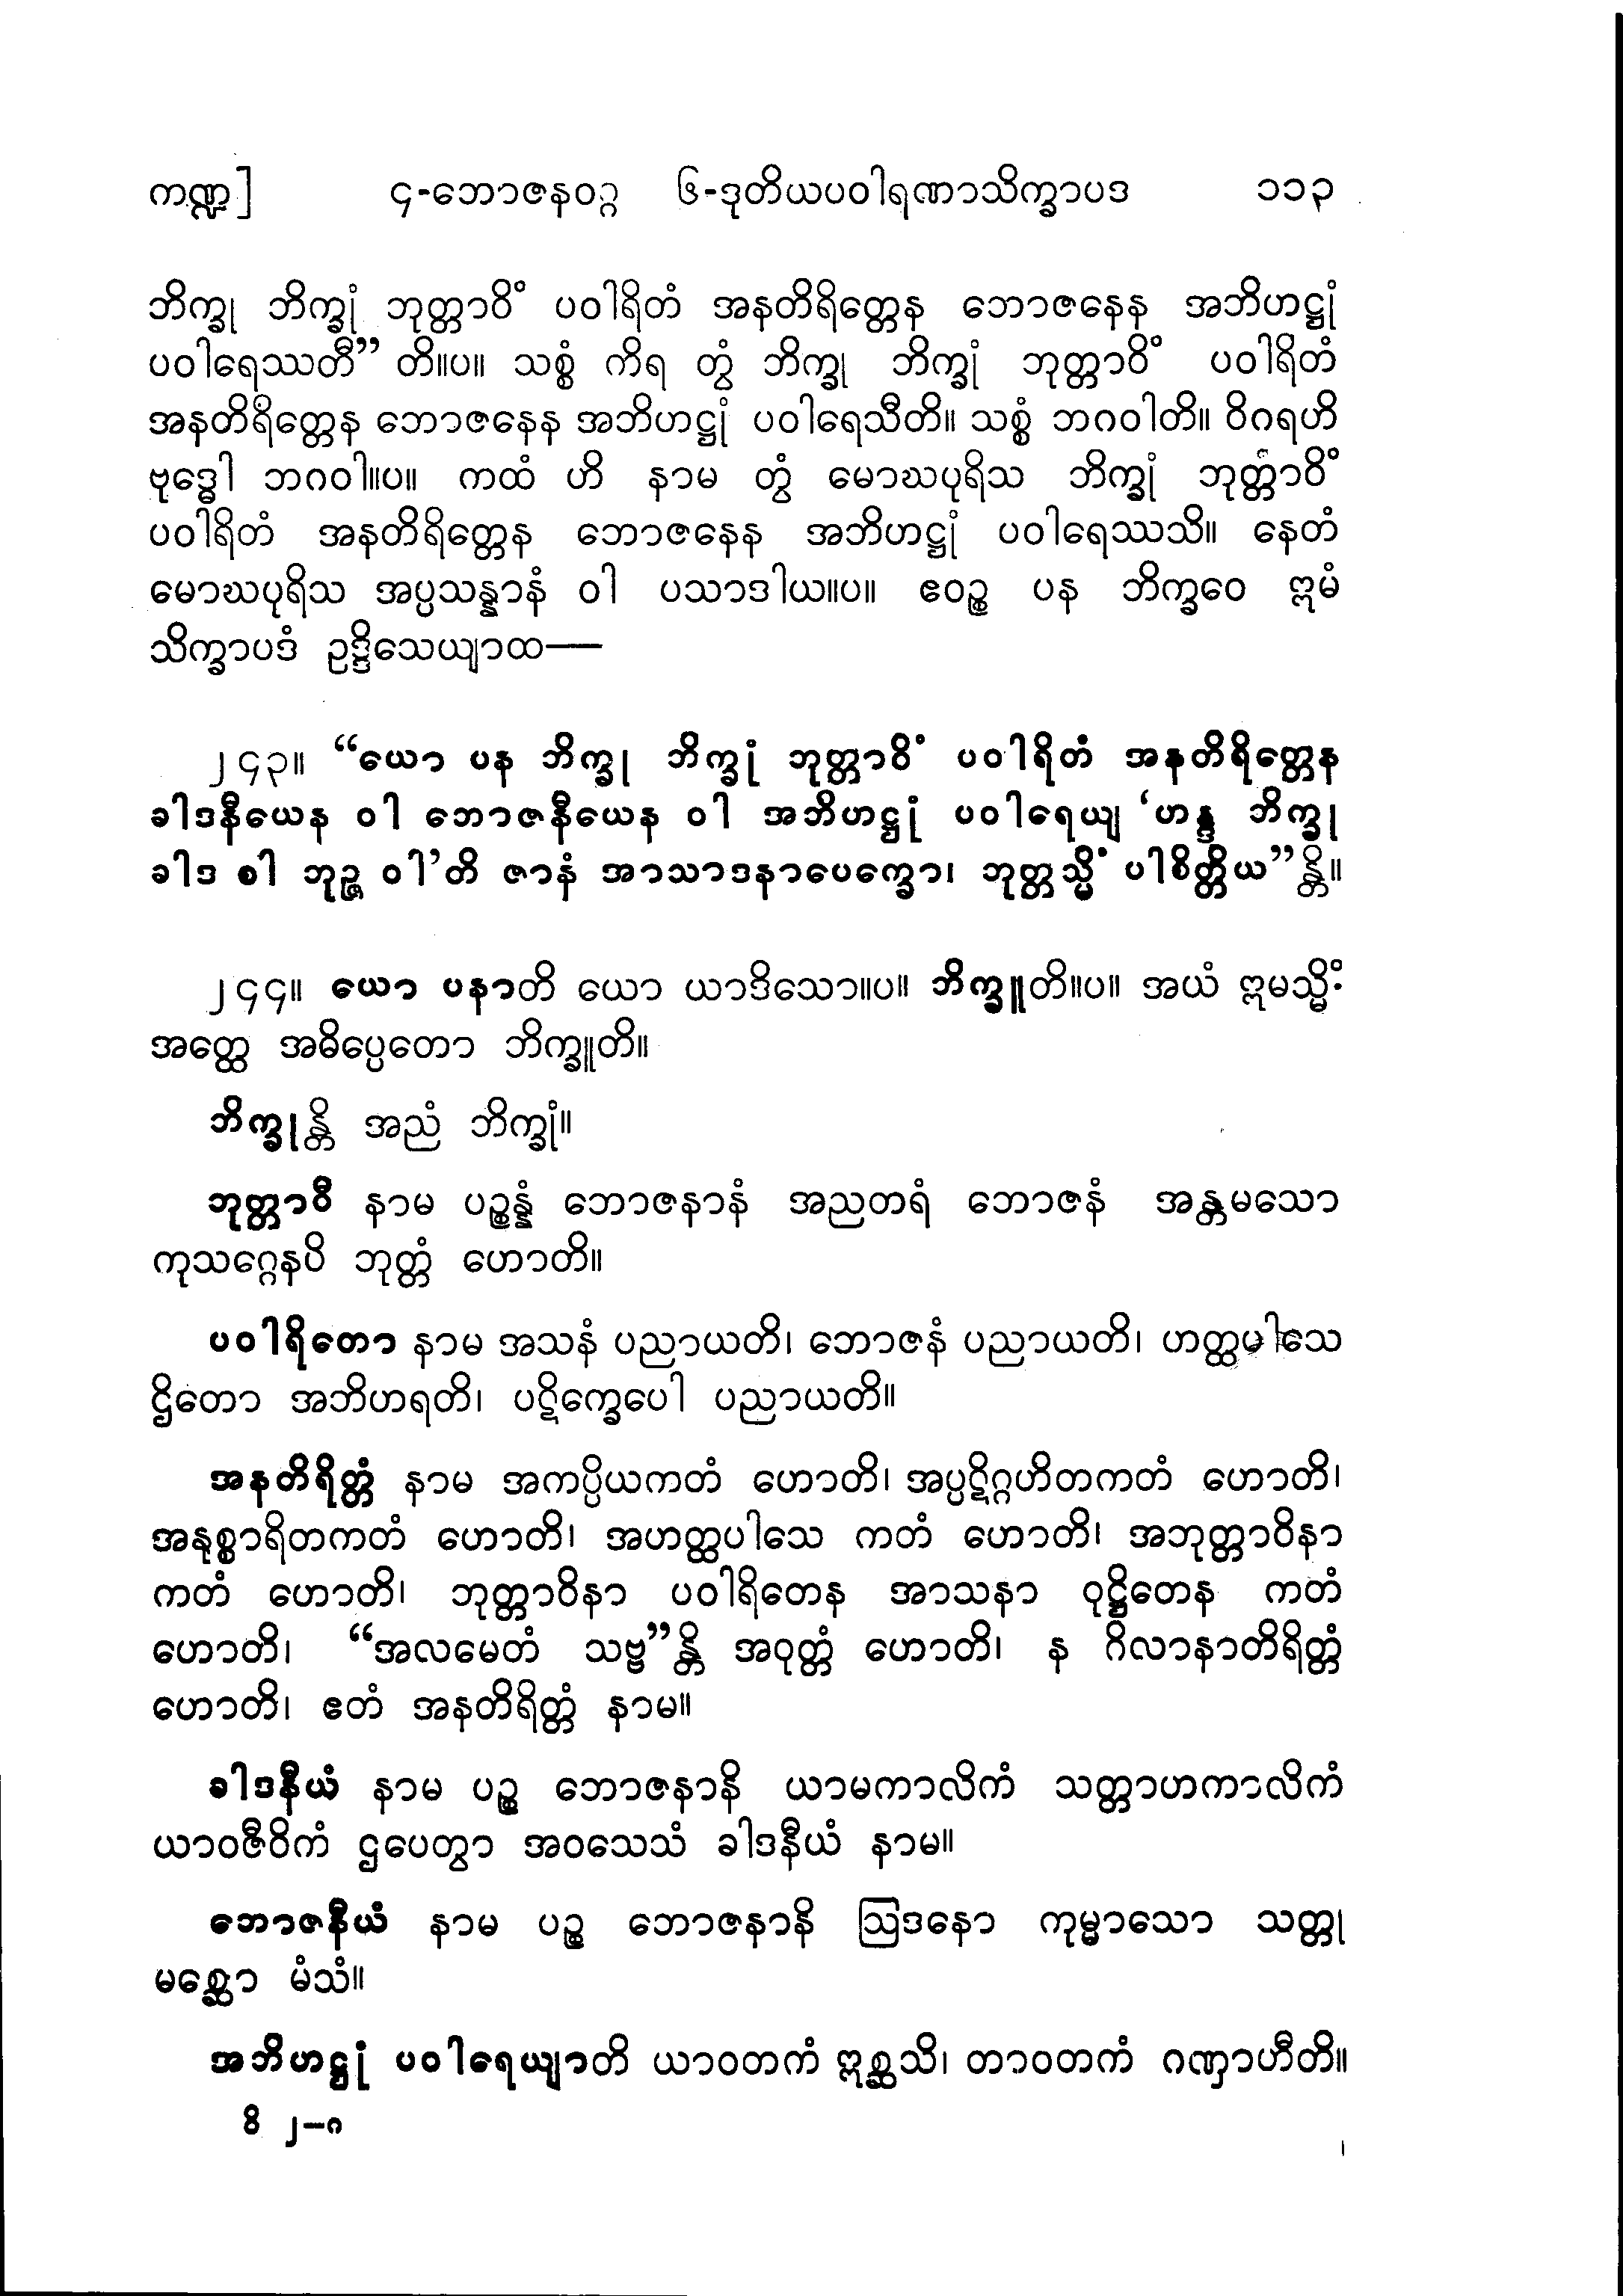 ကဏ္ဍ] ၄-ဘောဇနဝဂ္ဂ ၆-ဒုတိယပဝါရဏာသိက္ခာပဒ ၁၁၃
ဘိက္ခု ဘိက္ခုံ ဘုတ္တာဝိံ ပဝါရိတံ အနတိရိတ္တေန ဘောဇနေန အဘိဟဋ္ဌုံ
ပဝါရေဿတီ” တိ။ပ။ သစ္စံ ကိရ တွံ ဘိက္ခု ဘိက္ခုံ ဘုတ္တာဝိံ ပဝါရိတံ
အနတိရိတ္တေန ဘောဇနေန အဘိဟဋ္ဌုံ ပဝါရေသီတိ။ သစ္စံ ဘဂဝါတိ။ ဝိဂရဟိ
ဗုဒ္ဓေါ ဘဂဝါ။ပ။ ကထံ ဟိ နာမ တွံ မောဃပုရိသ ဘိက္ခုံ ဘုတ္တာဝိံ
ပဝါရိတံ အနတိရိတ္တေန ဘောဇနေန အဘိဟဋ္ဌုံ ပဝါရေဿသိ။ နေတံ
မောဃပုရိသ အပ္ပသန္နာနံ ဝါ ပသာဒါယ။ပ။ ဧဝဉ္စ ပန ဘိက္ခဝေ ဣမံ
သိက္ခာပဒံ ဥဒ္ဒိသေယျာထ—
၂၄၃။ “ယော ပန ဘိက္ခု ဘိက္ခုံ ဘုတ္တာဝိံ ပဝါရိတံ အနတိရိတ္တေန
ခါဒနီယေန ဝါ ဘောဇနီယေန ဝါ အဘိဟဋ္ဌုံ ပဝါရေယျ ‘ဟန္ဒ ဘိက္ခု
ခါဒ ဝါ ဘုဉ္ဇ ဝါ’တိ ဇာနံ အာသာဒနာပေက္ခော၊ ဘုတ္တသ္မိံ ပါစိတ္တိယ”န္တိ။
၂၄၄။ ယော ပနာတိ ယော ယာဒိသော။ပ။ ဘိက္ခူတိ။ပ။ အယံ ဣမသ္မိံ
အတ္ထေ အဓိပ္ပေတော ဘိက္ခူတိ။
ဘိက္ခုန္တိ အညံ ဘိက္ခုံ။
ဘုတ္တာဝီ နာမ ပဉ္စန္နံ ဘောဇနာနံ အညတရံ ဘောဇနံ အန္တမသော
ကုသဂ္ဂေနပိ ဘုတ္တံ ဟောတိ။
ပဝါရိတော နာမ အသနံ ပညာယတိ၊ ဘောဇနံ ပညာယတိ၊ ဟတ္ထပါသေ
ဌိတော အဘိဟရတိ၊ ပဋိက္ခေပေါ ပညာယတိ။
အနတိရိတ္တံ နာမ အကပ္ပိယကတံ ဟောတိ၊ အပ္ပဋိဂ္ဂဟိတကတံ ဟောတိ၊
အနုစ္စာရိတကတံ ဟောတိ၊ အဟတ္ထပါသေ ကတံ ဟောတိ၊ အဘုတ္တာဝိနာ
ကတံ ဟောတိ၊ ဘုတ္တာဝိနာ ပဝါရိတေန အာသနာ ဝုဋ္ဌိတေန ကတံ
ဟောတိ၊ “အလမေတံ သဗ္ဗ”န္တိ အဝုတ္တံ ဟောတိ၊ န ဂိလာနာတိရိတ္တံ
ဟောတိ၊ ဧတံ အနတိရိတ္တံ နာမ။
ခါဒနီယံ နာမ ပဉ္စ ဘောဇနာနိ ယာမကာလိကံ သတ္တာဟကာလိကံ
ယာဝဇီဝိကံ ဌပေတွာ အဝသေသံ ခါဒနီယံ နာမ။
ဘောဇနီယံ နာမ ပဉ္စ ဘောဇနာနိ ဩဒနော ကုမ္မာသော သတ္တု
မစ္ဆော မံသံ။
အဘိဟဋ္ဌုံ ပဝါရေယျာတိ ယာဝတကံ ဣစ္ဆသိ၊ တာဝတကံ ဂဏှာဟီတိ။
ဝိ ၂–၈